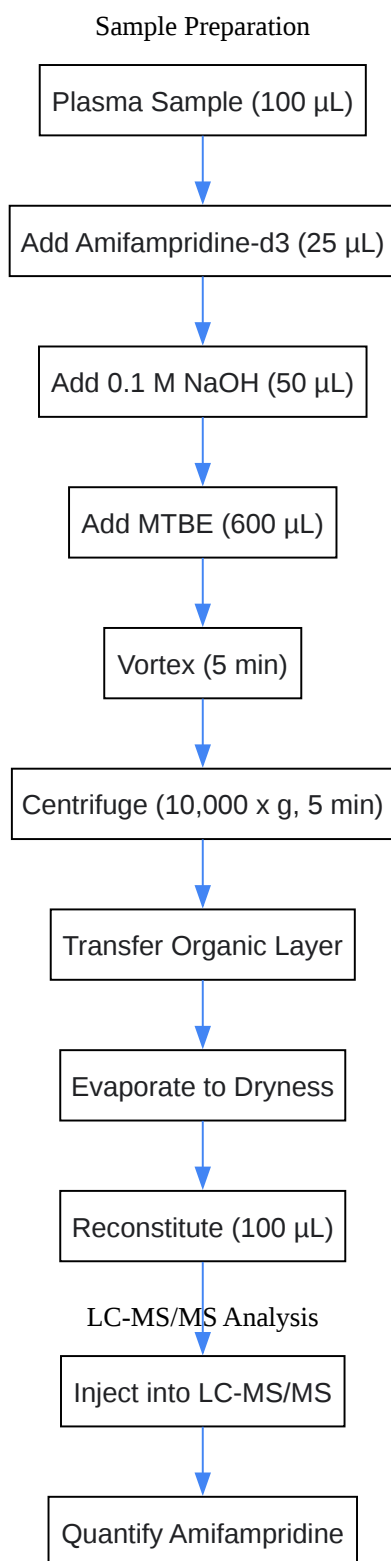 Sample Preparation
Plasma Sample (100 µL)
Add Amifampridine-d3 (25 µL)
Add 0.1 M NaOH (50 µL)
Add MTBE (600 µL)
Vortex (5 min)
Centrifuge (10,000 x g, 5 min)
Transfer Organic Layer
Evaporate to Dryness
Reconstitute (100 µL)
LC-MS/MS Analysis
Inject into LC-MS/MS
Quantify Amifampridine